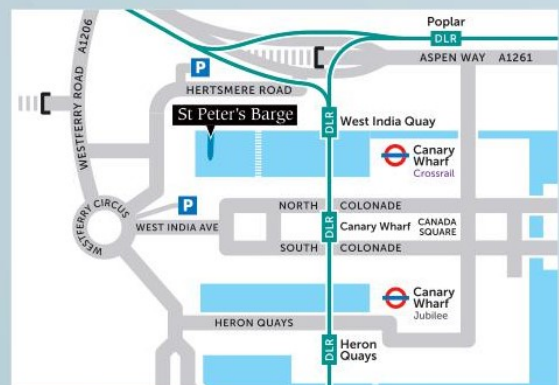 Poplar
DLR
ASPEN WAY A1261
A1206
WESTFERRY ROAD
P
HERTSMERE ROAD
St Peter's Barge
DLR
West India Quay
Canary
Wharf
Crossrail
P
NORTH COLONADE
WESTFERRY CIRCUS
WEST INDIA AVE
DLR
Canary Wharf
CANADA
SQUARE
SOUTH COLONADE
Canary
Wharf
Jubilee
HERON QUAYS
DLR
Heron
Quays